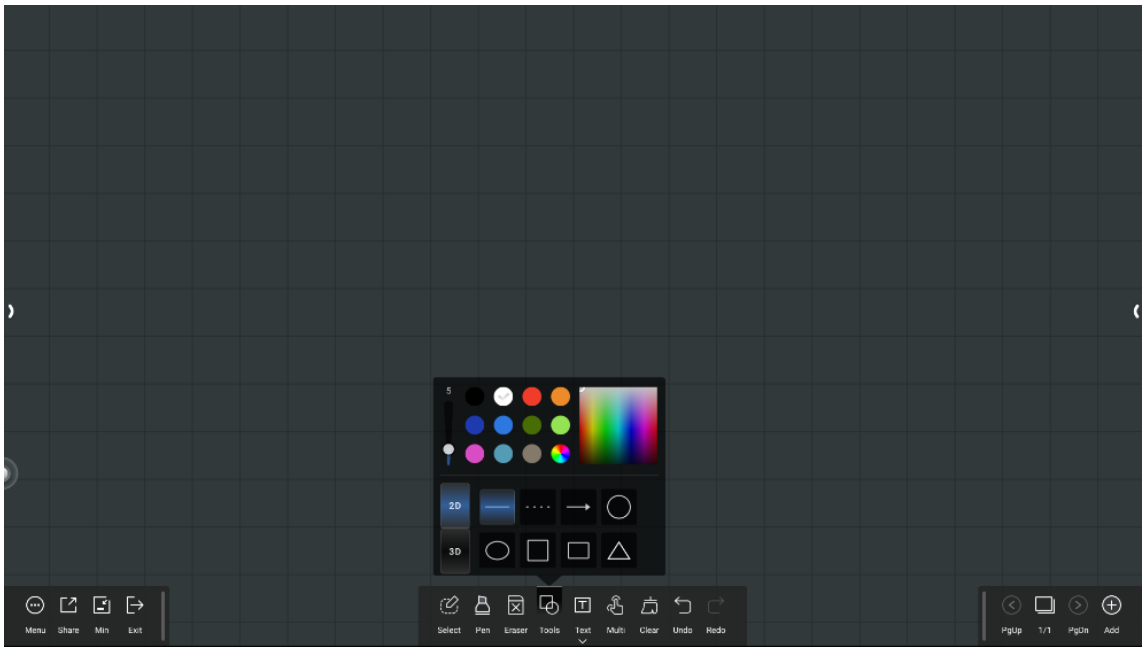 5
2D
3D
Menu Share Min Exit
Select Pen Eraser Tools Text Multi Clear Undo Redo
PgUp 1/1 PgDn Add